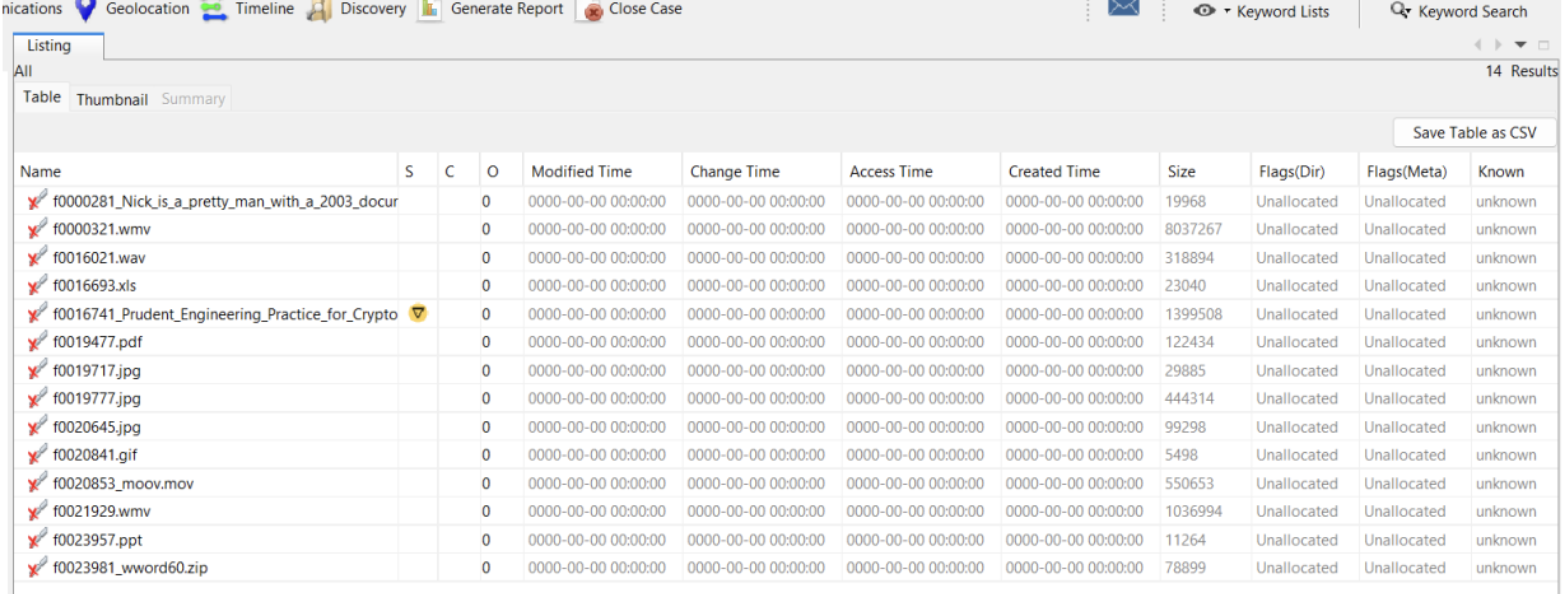 nications Geolocation Timeline Discovery Generate Report Close Case Keyword Lists Keyword Search
Listing
All 14 Results
Table Thumbnail Summary
Save Table as CSV
Name S C O Modified Time Change Time Access Time Created Time Size Flags(Dir) Flags(Meta) Known
f0000281_Nick_is_a_pretty_man_with_a_2003_docur 0 0000-00-00 00:00:00 0000-00-00 00:00:00 0000-00-00 00:00:00 0000-00-00 00:00:00 19968 Unallocated Unallocated unknown
f0000321.wmv 0 0000-00-00 00:00:00 0000-00-00 00:00:00 0000-00-00 00:00:00 0000-00-00 00:00:00 8037267 Unallocated Unallocated unknown
f0016021.wav 0 0000-00-00 00:00:00 0000-00-00 00:00:00 0000-00-00 00:00:00 0000-00-00 00:00:00 318894 Unallocated Unallocated unknown
f0016693.xls 0 0000-00-00 00:00:00 0000-00-00 00:00:00 0000-00-00 00:00:00 0000-00-00 00:00:00 23040 Unallocated Unallocated unknown
f0016741_Prudent_Engineering_Practice_for_Crypto 0 0000-00-00 00:00:00 0000-00-00 00:00:00 0000-00-00 00:00:00 0000-00-00 00:00:00 1399508 Unallocated Unallocated unknown
f0019477.pdf 0 0000-00-00 00:00:00 0000-00-00 00:00:00 0000-00-00 00:00:00 0000-00-00 00:00:00 122434 Unallocated Unallocated unknown
f0019717.jpg 0 0000-00-00 00:00:00 0000-00-00 00:00:00 0000-00-00 00:00:00 0000-00-00 00:00:00 29885 Unallocated Unallocated unknown
f0019777.jpg 0 0000-00-00 00:00:00 0000-00-00 00:00:00 0000-00-00 00:00:00 0000-00-00 00:00:00 444314 Unallocated Unallocated unknown
f0020645.jpg 0 0000-00-00 00:00:00 0000-00-00 00:00:00 0000-00-00 00:00:00 0000-00-00 00:00:00 99298 Unallocated Unallocated unknown
f0020841.gif 0 0000-00-00 00:00:00 0000-00-00 00:00:00 0000-00-00 00:00:00 0000-00-00 00:00:00 5498 Unallocated Unallocated unknown
f0020853_moov.mov 0 0000-00-00 00:00:00 0000-00-00 00:00:00 0000-00-00 00:00:00 0000-00-00 00:00:00 550653 Unallocated Unallocated unknown
f0021929.wmv 0 0000-00-00 00:00:00 0000-00-00 00:00:00 0000-00-00 00:00:00 0000-00-00 00:00:00 1036994 Unallocated Unallocated unknown
f0023957.ppt 0 0000-00-00 00:00:00 0000-00-00 00:00:00 0000-00-00 00:00:00 0000-00-00 00:00:00 11264 Unallocated Unallocated unknown
f0023981_wword60.zip 0 0000-00-00 00:00:00 0000-00-00 00:00:00 0000-00-00 00:00:00 0000-00-00 00:00:00 78899 Unallocated Unallocated unknown